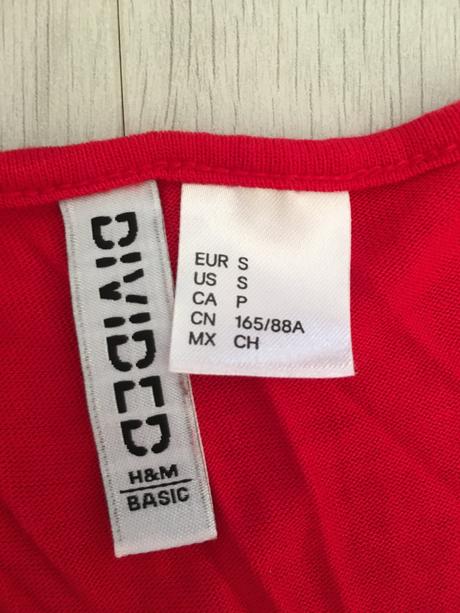 DIVIDED
H&M
BASIC
EUR S
US S
CA P
CN 165/88A
MX CH